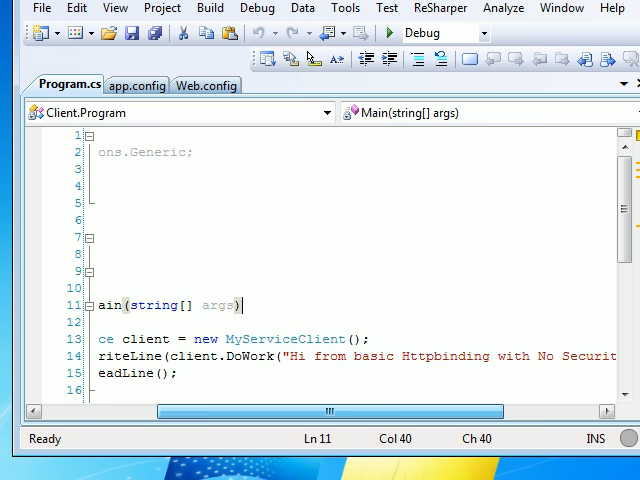 File Edit View Project Build Debug Data Tools Test ReSharper Analyze Window Help
Debug
Program.cs app.config Web.config
Client.Program Main(string[] args)
1
2 ons.Generic;
3
4
5
6
7
8
9
10
11 ain(string[] args)
12
13 ce client = new MyServiceClient();
14 riteLine(client.DoWork("Hi from basic Httpbinding with No Securit
15 eadLine();
16
Ready Ln 11 Col 40 Ch 40 INS